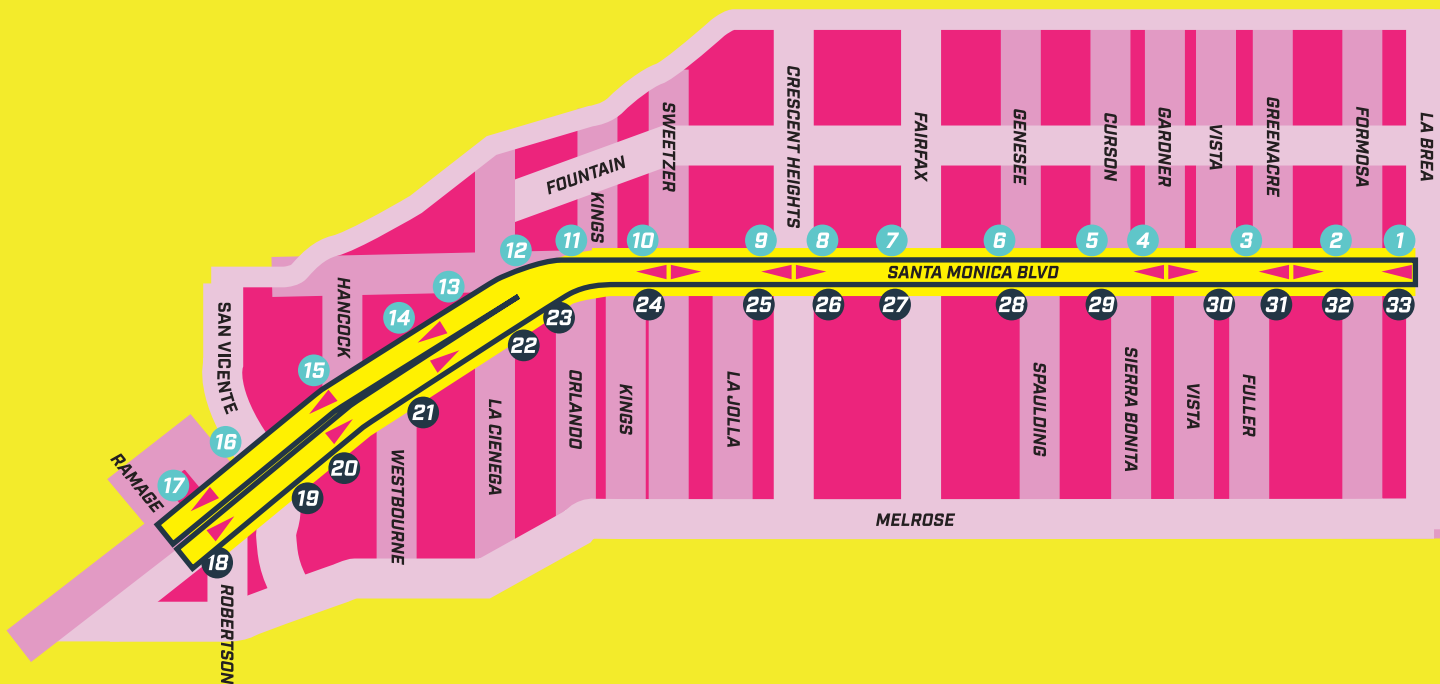 CRESCENT HEIGHTS
SWEETZER
FAIRFAX
GENESEE
CURSON
GARDNER
VISTA
GREENACRE
FORMOSA
LA BREA
FOUNTAIN
KINGS
12
11
10
9
8
7
6
5
4
3
2
1
SANTA MONICA BLVD
13
14
15
16
17
HANCOCK
SAN VICENTE
RAMAGE
18
19
20
21
22
23
24
25
26
27
28
29
30
31
32
33
ROBERTSON
WESTBOURNE
LA CIENEGA
ORLANDO
KINGS
LA JOLLA
SPAULDING
SIERRA BONITA
VISTA
FULLER
MELROSE